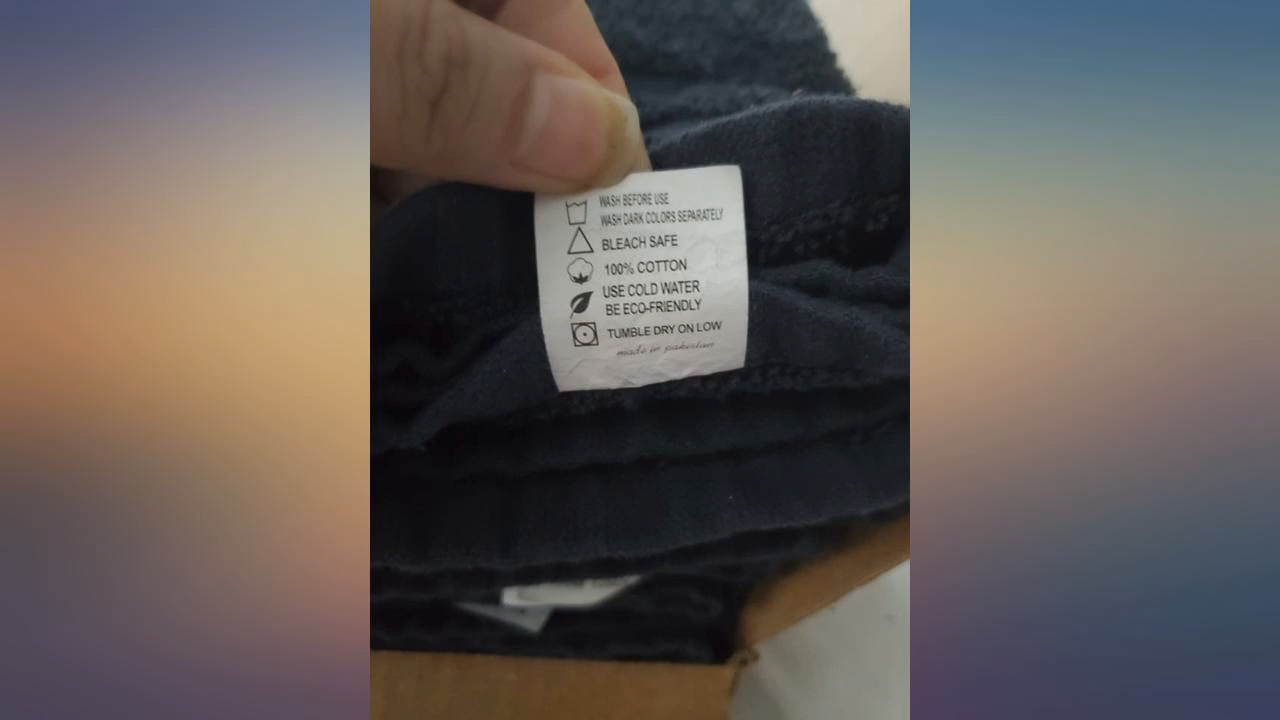 WASH BEFORE USE
WASH DARK COLORS SEPARATELY
BLEACH SAFE
100% COTTON
USE COLD WATER
BE ECO-FRIENDLY
TUMBLE DRY ON LOW
made in pakistan